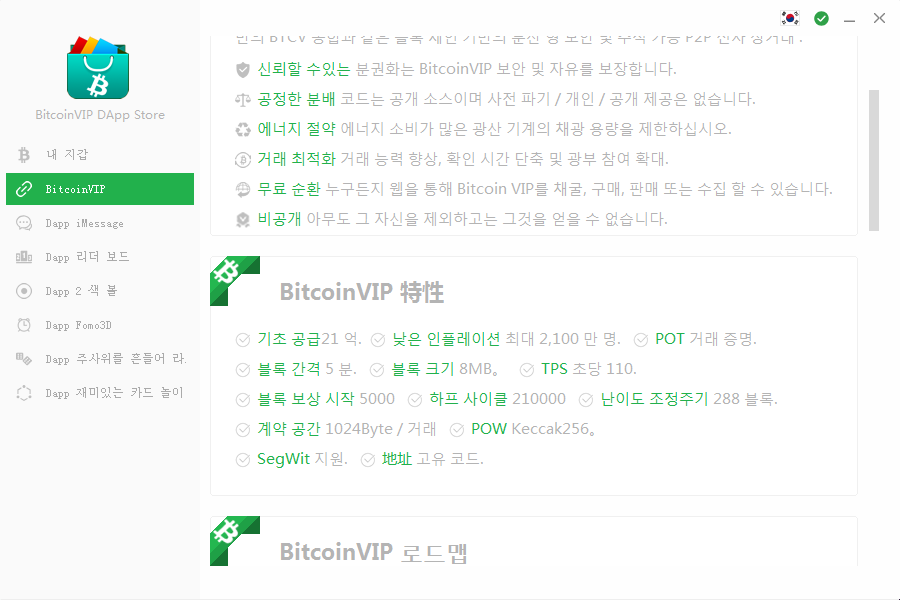 BitcoinVIP DApp Store
내 지갑
BitcoinVIP
Dapp iMessage
Dapp 리더 보드
Dapp 2 색 볼
Dapp Fomo3D
Dapp 주사위를 흔들어 라.
Dapp 재미있는 카드 놀이
신뢰할 수있는 분권화는 BitcoinVIP 보안 및 자유를 보장합니다.
공정한 분배 코드는 공개 소스이며 사전 파기 / 개인 / 공개 제공은 없습니다.
에너지 절약 에너지 소비가 많은 광산 기계의 채광 용량을 제한하십시오.
거래 최적화 거래 능력 향상, 확인 시간 단축 및 광부 참여 확대.
무료 순환 누구든지 웹을 통해 Bitcoin VIP를 채굴, 구매, 판매 또는 수집 할 수 있습니다.
비공개 아무도 그 자신을 제외하고는 그것을 얻을 수 없습니다.
BitcoinVIP 特性
기초 공급21 억. 낮은 인플레이션 최대 2,100 만 명. POT 거래 증명.
블록 간격 5 분. 블록 크기 8MB。 TPS 초당 110.
블록 보상 시작 5000 하프 사이클 210000 난이도 조정주기 288 블록.
계약 공간 1024Byte / 거래 POW Keccak256。
SegWit 지원. 地址 고유 코드.
BitcoinVIP 로드맵